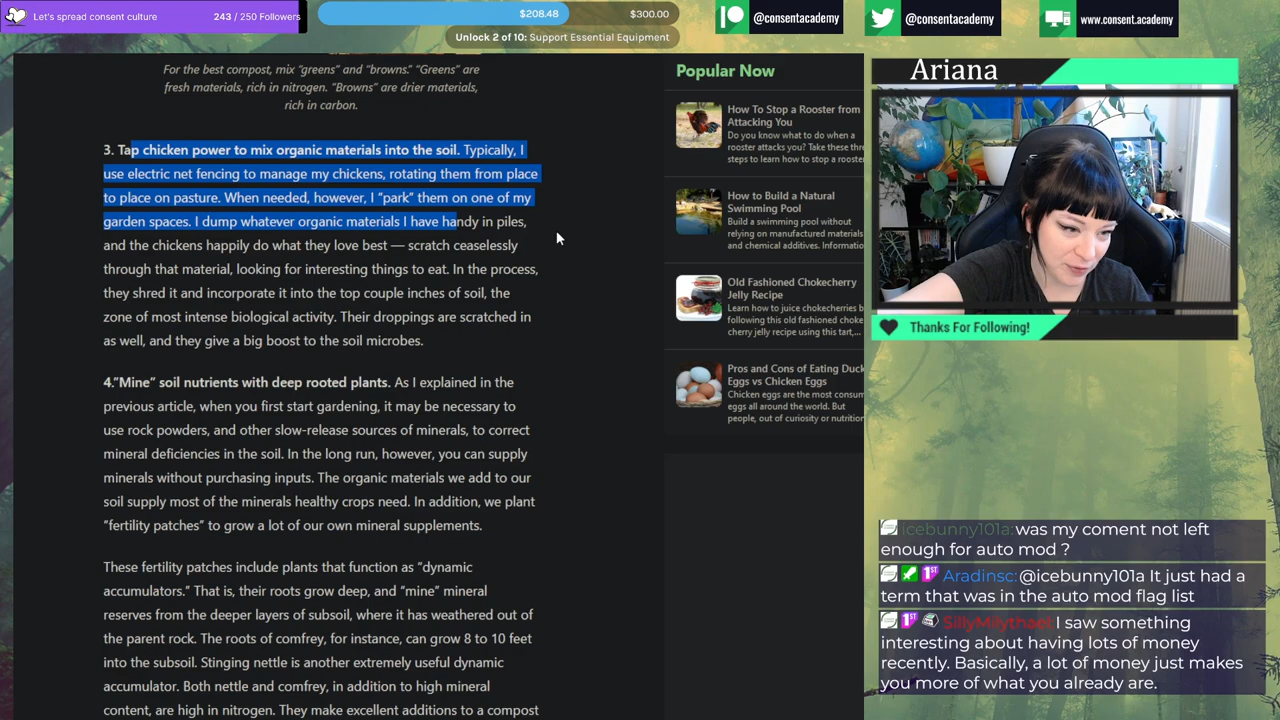 Let's spread consent culture
243 / 250 Followers
$208.48
$300.00
Unlock 2 of 10: Support Essential Equipment
@consentacademy
@consentacademy
www.consent.academy
For the best compost, mix "greens" and "browns." "Greens" are
fresh materials, rich in nitrogen. "Browns" are drier materials,
rich in carbon.
3. Tap chicken power to mix organic materials into the soil. Typically, I
use electric net fencing to manage my chickens, rotating them from place
to place on pasture. When needed, however, I "park" them on one of my
garden spaces. I dump whatever organic materials I have handy in piles,
and the chickens happily do what they love best — scratch ceaselessly
through that material, looking for interesting things to eat. In the process,
they shred it and incorporate it into the top couple inches of soil, the
zone of most intense biological activity. Their droppings are scratched in
as well, and they give a big boost to the soil microbes.
4."Mine" soil nutrients with deep rooted plants. As I explained in the
previous article, when you first start gardening, it may be necessary to
use rock powders, and other slow-release sources of minerals, to correct
mineral deficiencies in the soil. In the long run, however, you can supply
minerals without purchasing inputs. The organic materials we add to our
soil supply most of the minerals healthy crops need. In addition, we plant
"fertility patches" to grow a lot of our own mineral supplements.
These fertility patches include plants that function as "dynamic
accumulators." That is, their roots grow deep, and "mine" mineral
reserves from the deeper layers of subsoil, where it has weathered out of
the parent rock. The roots of comfrey, for instance, can grow 8 to 10 feet
into the subsoil. Stinging nettle is another extremely useful dynamic
accumulator. Both nettle and comfrey, in addition to high mineral
content, are high in nitrogen. They make excellent additions to a compost
Popular Now
How To Stop a Rooster from
Attacking You
Do you know what to do when a
rooster attacks you? Take these thre
steps to learn how to stop a rooste
How to Build a Natural
Swimming Pool
Build a swimming pool without
relying on manufactured materials
and chemical additives. Informatio
Old Fashioned Chokecherry
Jelly Recipe
Learn how to juice chokecherries b
following this old fashioned choke
cherry jelly recipe using this tart,...
Pros and Cons of Eating Duck
Eggs vs Chicken Eggs
Chicken eggs are the most consum
eggs all around the world. But
people, out of curiosity or nutrition
Ariana
Thanks For Following!
icebunny101a: was my coment not left
enough for auto mod ?
1ST Aradinsc: @icebunny101a It just had a
term that was in the auto mod flag list
1ST SillyMilythael: I saw something
interesting about having lots of money
recently. Basically, a lot of money just makes
you more of what you already are.